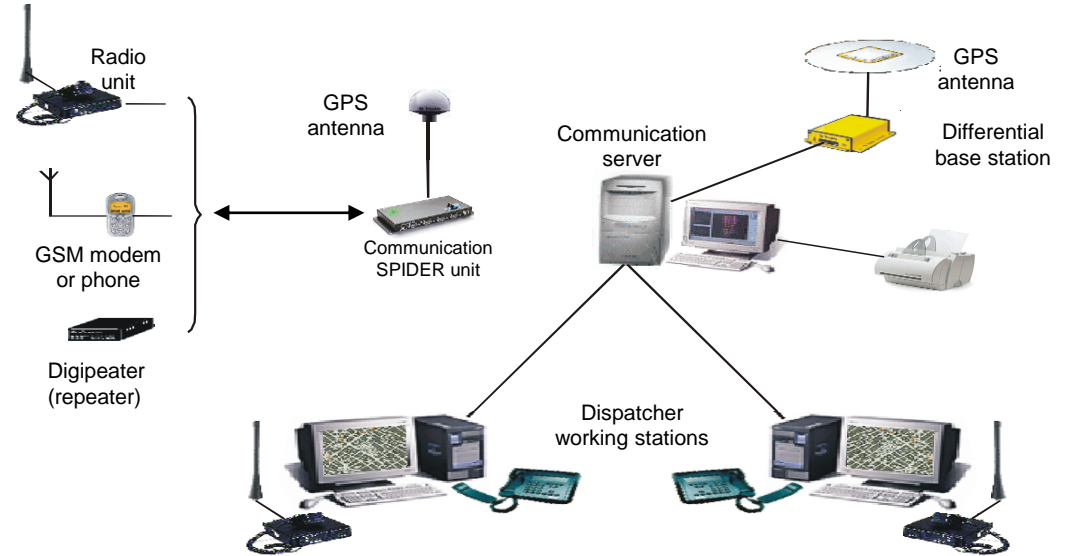 Radio
unit
GPS
antenna
GSM modem
or phone
Digipeater
(repeater)
Communication
SPIDER unit
Communication
server
GPS
antenna
Differential
base station
Dispatcher
working stations